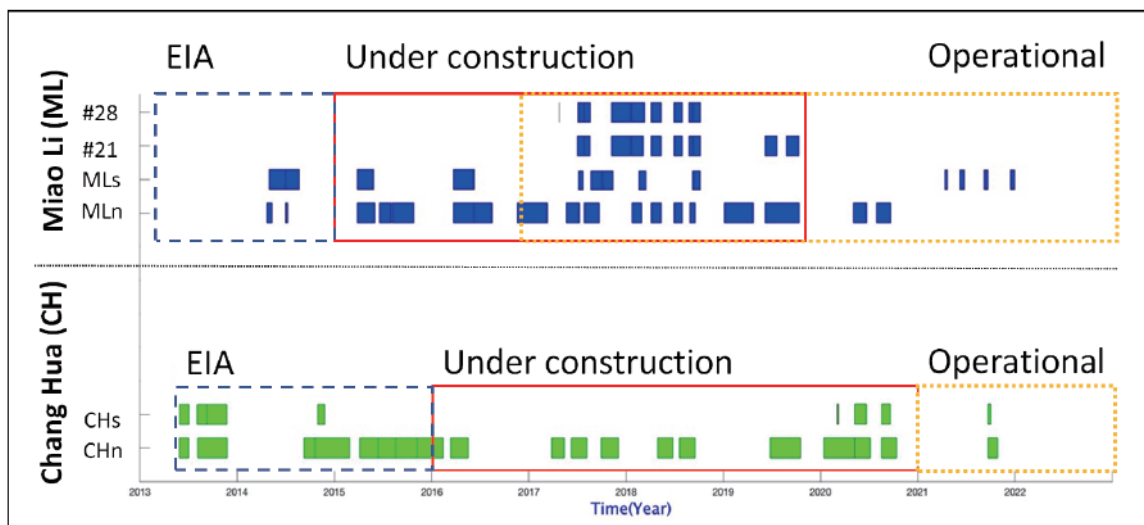 EIA Under construction Operational
Miao Li (ML)
#28
#21
MLs
MLn
Chang Hua (CH)
EIA Under construction Operational
CHs
CHn
2013 2014 2015 2016 2017 2018 2019 2020 2021 2022
Time(Year)